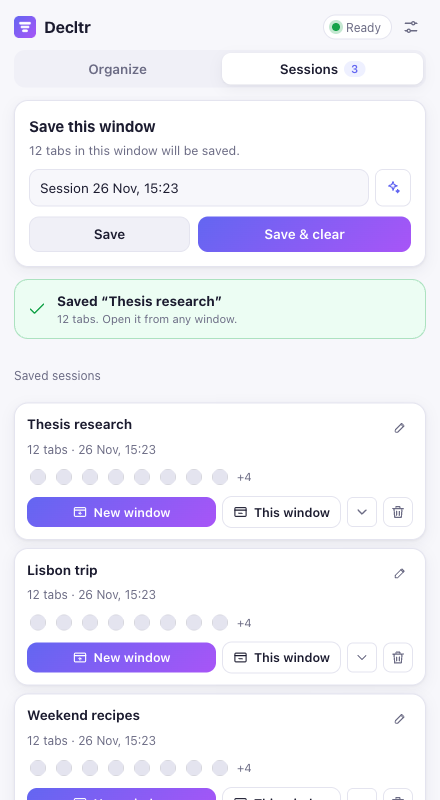 Decltr
Ready
Organize
Sessions 3
Save this window
12 tabs in this window will be saved.
Session 26 Nov, 15:23
Save
Save & clear
Saved “Thesis research”
12 tabs. Open it from any window.
Saved sessions
Thesis research
12 tabs · 26 Nov, 15:23
+4
New window
This window
Lisbon trip
12 tabs · 26 Nov, 15:23
+4
New window
This window
Weekend recipes
12 tabs · 26 Nov, 15:23
+4